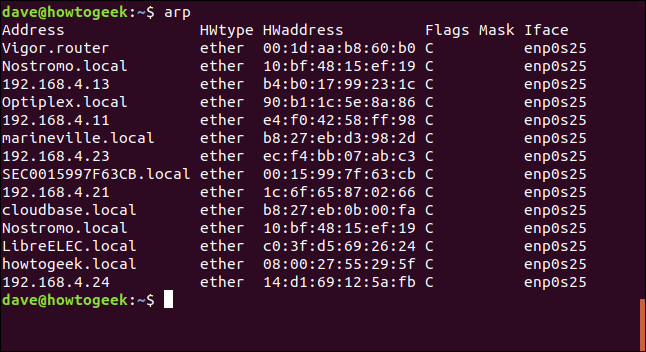 dave@howtogeek:~$ arp
Address HWtype HWaddress Flags Mask Iface
Vigor.router ether 00:1d:aa:b8:60:b0 C enp0s25
Nostromo.local ether 10:bf:48:15:ef:19 C enp0s25
192.168.4.13 ether b4:b0:17:99:23:1c C enp0s25
Optiplex.local ether 90:b1:1c:5e:8a:86 C enp0s25
192.168.4.11 ether e4:f0:42:58:ff:98 C enp0s25
marineville.local ether b8:27:eb:d3:98:2d C enp0s25
192.168.4.23 ether ec:f4:bb:07:ab:c3 C enp0s25
SEC0015997F63CB.local ether 00:15:99:7f:63:cb C enp0s25
192.168.4.21 ether 1c:6f:65:87:02:66 C enp0s25
cloudbase.local ether b8:27:eb:0b:00:fa C enp0s25
Nostromo.local ether 10:bf:48:15:ef:19 C enp0s25
LibreELEC.local ether c0:3f:d5:69:26:24 C enp0s25
howtogeek.local ether 08:00:27:55:29:5f C enp0s25
192.168.4.24 ether 14:d1:69:12:5a:fb C enp0s25
dave@howtogeek:~$